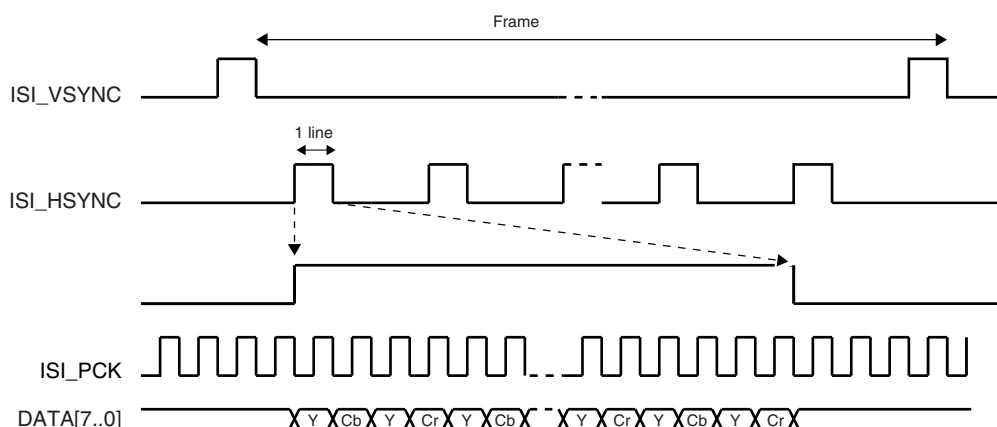 Frame
ISI_VSYNC
1 line
ISI_HSYNC
ISI_PCK
DATA[7..0] Y Cb Y Cr Y Cb Y Cr Y Cb Y Cr